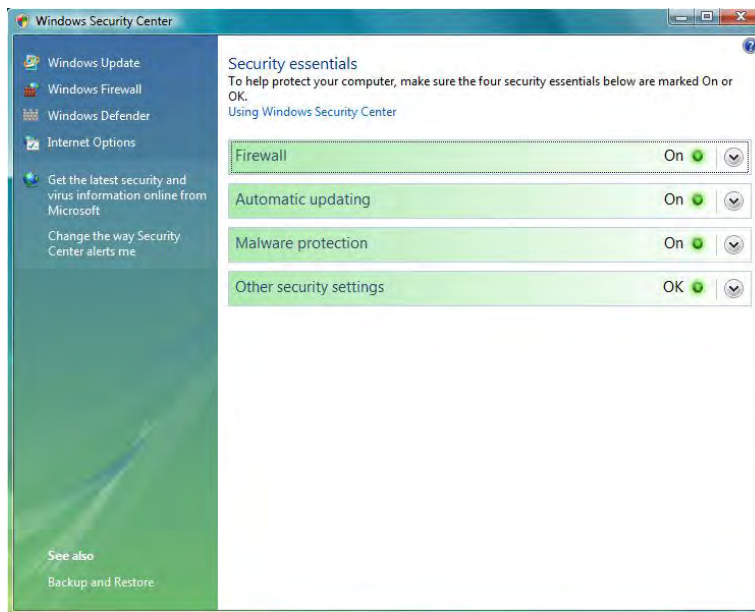 Windows Security Center
Windows Update
Windows Firewall
Windows Defender
Internet Options
Get the latest security and
virus information online from
Microsoft
Change the way Security
Center alerts me
See also
Backup and Restore
Security essentials
To help protect your computer, make sure the four security essentials below are marked On or
OK.
Using Windows Security Center
Firewall On
Automatic updating On
Malware protection On
Other security settings OK